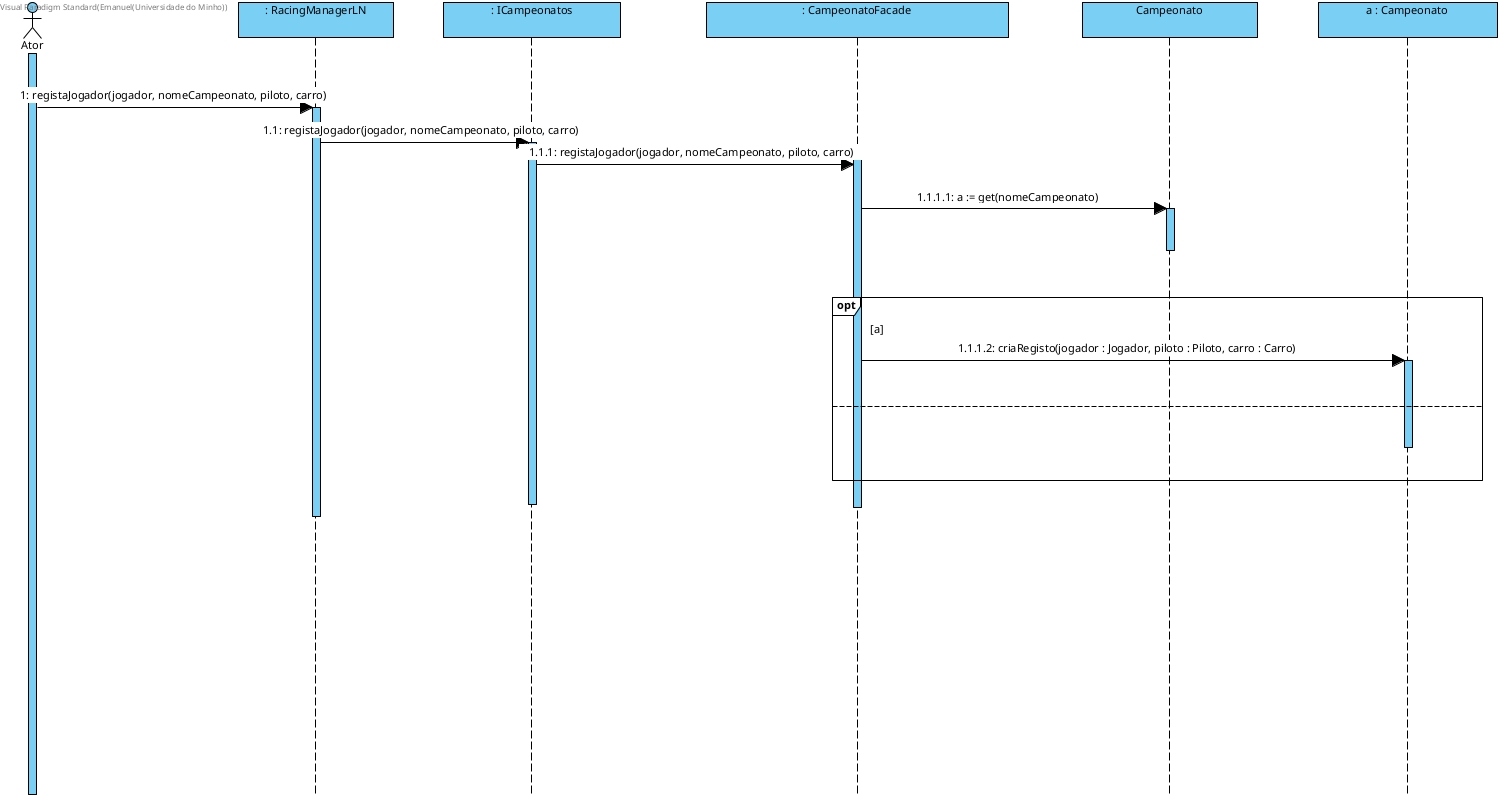 Visual Paradigm Standard(Emanuel(Universidade do Minho))
Ator
: RacingManagerLN
: ICampeonatos
: CampeonatoFacade
Campeonato
a : Campeonato
1: registaJogador(jogador, nomeCampeonato, piloto, carro)
1.1: registaJogador(jogador, nomeCampeonato, piloto, carro)
1.1.1: registaJogador(jogador, nomeCampeonato, piloto, carro)
1.1.1.1: a := get(nomeCampeonato)
opt
[a]
1.1.1.2: criaRegisto(jogador : Jogador, piloto : Piloto, carro : Carro)